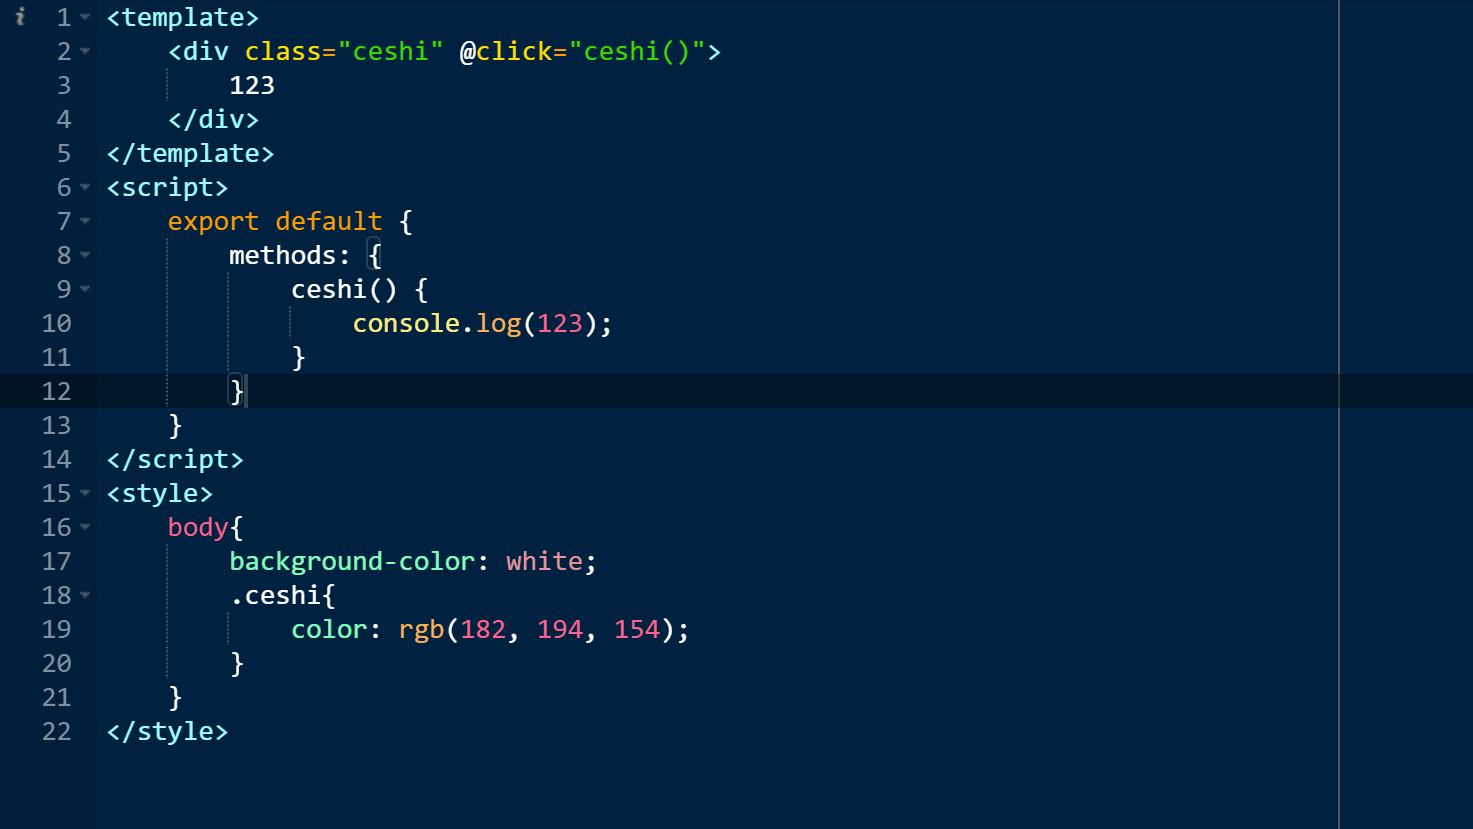 1 <template>
2     <div class="ceshi" @click="ceshi()">
3         123
4     </div>
5 </template>
6 <script>
7     export default {
8         methods: {
9             ceshi() {
10                 console.log(123);
11             }
12         }
13     }
14 </script>
15 <style>
16     body{
17         background-color: white;
18         .ceshi{
19             color: rgb(182, 194, 154);
20         }
21     }
22 </style>